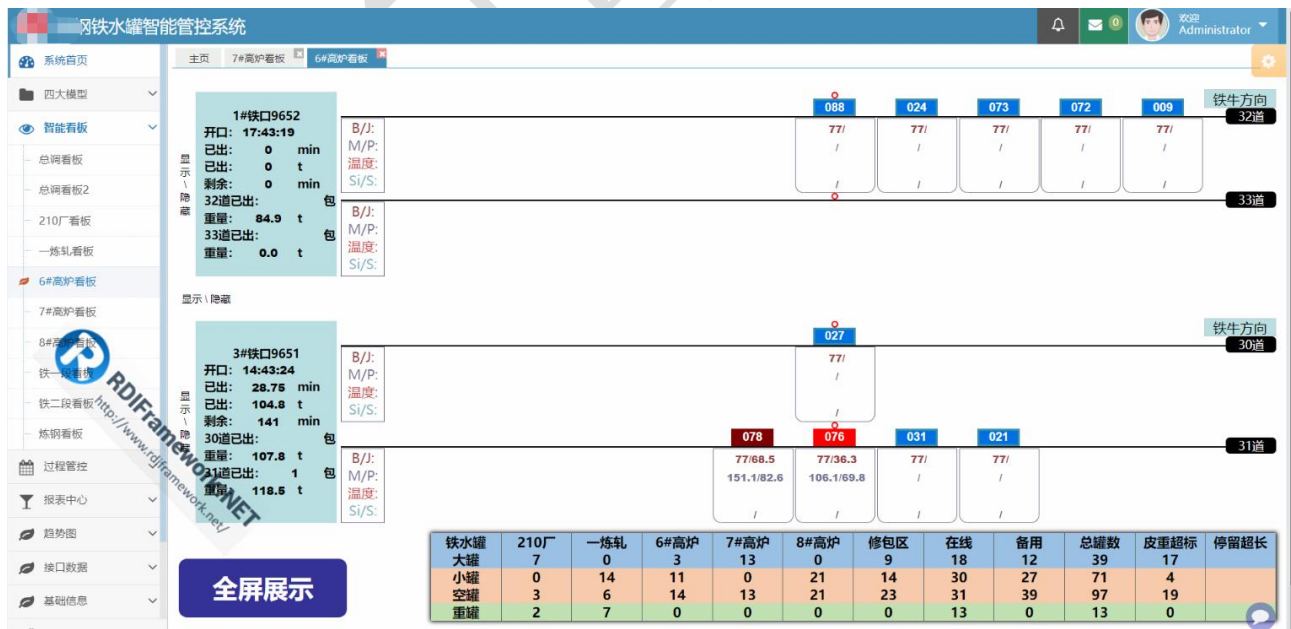 钢铁水罐智能管控系统
0
欢迎
Administrator
系统首页
四大模型
智能看板
总调看板
总调看板2
210厂看板
一炼轧看板
6#高炉看板
7#高炉看板
8#高炉看板
铁一段看板
铁二段看板
炼钢看板
过程管控
报表中心
趋势图
接口数据
基础信息
主页 7#高炉看板 6#高炉看板
显示\隐藏
1#铁口9652
开口: 17:43:19
已出: 0 min
已出: 0 t
剩余: 0 min
32道已出: 包
重量: 84.9 t
33道已出: 包
重量: 0.0 t
B/J:
M/P:
温度:
Si/S:
B/J:
M/P:
温度:
Si/S:
088 024 073 072 009
77/ 77/ 77/ 77/ 77/
/ / / / /
/ / / / /
铁牛方向
32道
33道
显示\隐藏
显示\隐藏
3#铁口9651
开口: 14:43:24
已出: 28.75 min
已出: 104.8 t
剩余: 141 min
30道已出: 包
重量: 107.8 t
31道已出: 1 包
重量: 118.5 t
B/J:
M/P:
温度:
Si/S:
B/J:
M/P:
温度:
Si/S:
027
77/
/
/
铁牛方向
30道
078 076 031 021
77/68.5 77/36.3 77/ 77/
151.1/82.6 106.1/69.8 / /
/ / / /
31道
全屏展示
铁水罐 210厂 一炼轧 6#高炉 7#高炉 8#高炉 修包区 在线 备用 总罐数 皮重超标 停留超长
大罐 7 0 3 13 0 9 18 12 39 17
小罐 0 14 11 0 21 14 30 27 71 4
空罐 3 6 14 13 21 23 31 39 97 19
重罐 2 7 0 0 0 0 13 0 13 0
RDIFramework.NET
http://www.rdiframework.net/